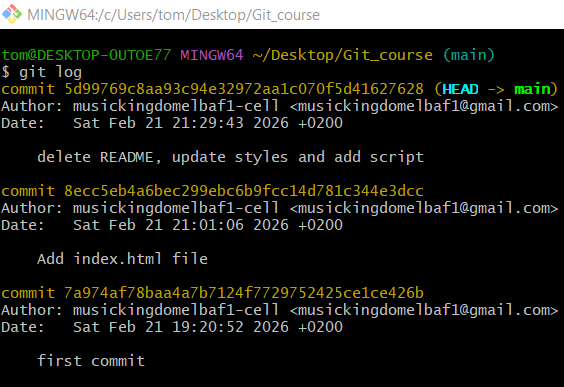 MINGW64:/c/Users/tom/Desktop/Git_course
tom@DESKTOP-OUTOE77 MINGW64 ~/Desktop/Git_course (main)
$ git log
commit 5d99769c8aa93c94e32972aa1c070f5d41627628 (HEAD -> main)
Author: musickingdomelbaf1-cell <musickingdomelbaf1@gmail.com>
Date:   Sat Feb 21 21:29:43 2026 +0200
    delete README, update styles and add script
commit 8ecc5eb4a6bec299ebc6b9fcc14d781c344e3dcc
Author: musickingdomelbaf1-cell <musickingdomelbaf1@gmail.com>
Date:   Sat Feb 21 21:01:06 2026 +0200
    Add index.html file
commit 7a974af78baa4a7b7124f7729752425ce1ce426b
Author: musickingdomelbaf1-cell <musickingdomelbaf1@gmail.com>
Date:   Sat Feb 21 19:20:52 2026 +0200
    first commit